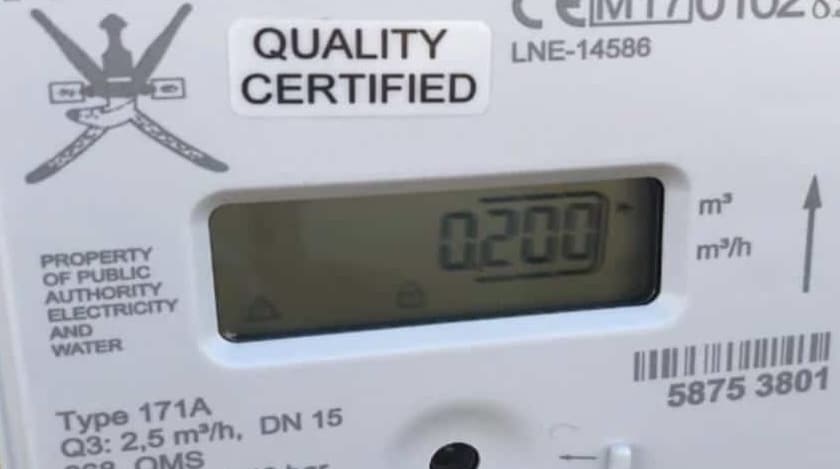 QUALITY
CERTIFIED
LNE-14586
0.200
m³
m³/h
PROPERTY
OF PUBLIC
AUTHORITY
ELECTRICITY
AND
WATER
5875 3801
Type 171A
Q3: 2,5 m³/h, DN 15
OMS